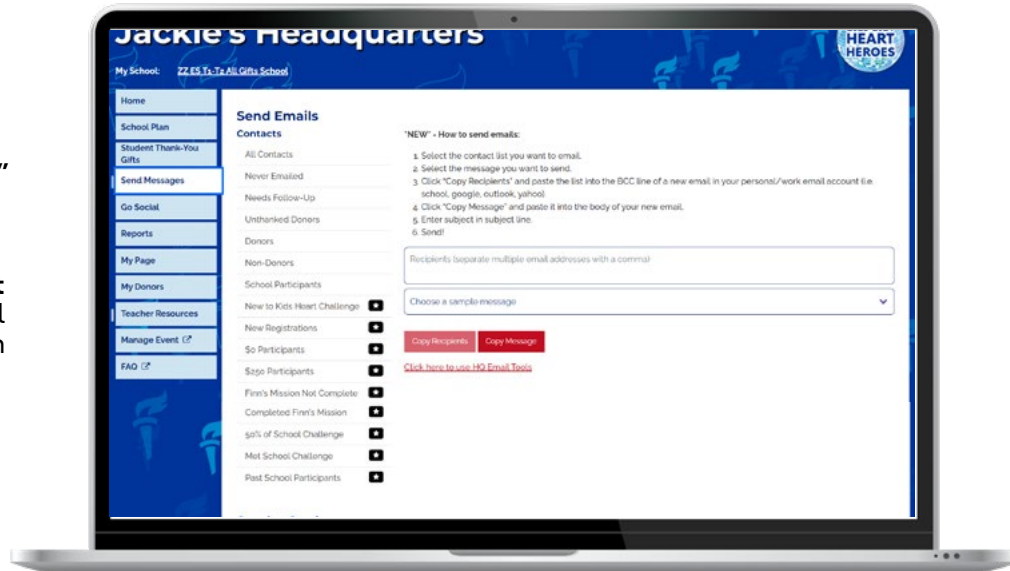 Jackie's Headquarters
HEART
HEROES
My School: ZZ ES T1-T2 All Gifts School
Home
School Plan
Student Thank-You
Gifts
Send Messages
Go Social
Reports
My Page
My Donors
Teacher Resources
Manage Event
FAQ
Send Emails
Contacts
All Contacts
Never Emailed
Needs Follow-Up
Unthanked Donors
Donors
Non-Donors
School Participants
New to Kids Heart Challenge
New Registrations
$0 Participants
$250 Participants
Finn's Mission Not Complete
Completed Finn's Mission
50% of School Challenge
Met School Challenge
Past School Participants
*NEW* - How to send emails:
1. Select the contact list you want to email.
2. Select the message you want to send.
3. Click "Copy Recipients" and paste the list into the BCC line of a new email in your personal/work email account (i.e.
school, google, outlook, yahoo)
4. Click "Copy Message" and paste it into the body of your new email.
5. Enter subject in subject line.
6. Send!
Recipients (separate multiple email addresses with a comma)
Choose a sample message
Copy Recipients
Copy Message
Click here to use HQ Email Tools